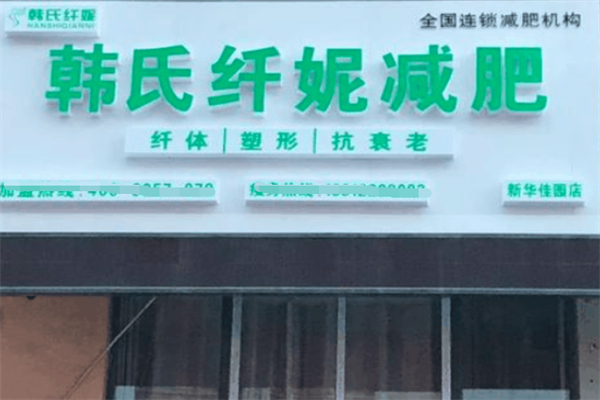 韩氏纤妮
HANSHIQIANNI
全国连锁减肥机构
韩氏纤妮减肥
纤体 | 塑形 | 抗衰老
新华佳园店